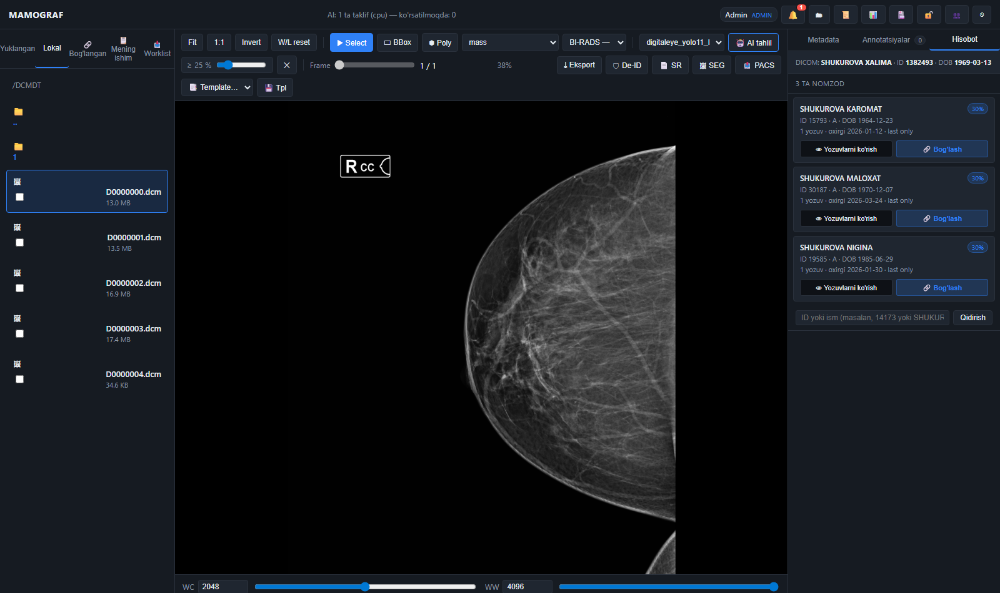 MAMOGRAF
AI: 1 ta taklif (cpu) — ko'rsatilmoqda: 0
Admin ADMIN
1
Yuklangan
Lokal
Bog'langan
Mening ishim
Worklist
Fit
1:1
Invert
W/L reset
Select
BBox
Poly
mass
BI-RADS —
digitaleye_yolo11_l
AI tahlil
≥ 25 %
×
Frame
1 / 1
38%
Eksport
De-ID
SR
SEG
PACS
Template...
Tpl
/DCMDT
..
1
D0000000.dcm
13.0 MB
D0000001.dcm
13.5 MB
D0000002.dcm
16.9 MB
D0000003.dcm
17.4 MB
D0000004.dcm
34.6 KB
R CC
WC 2048
WW 4096
Metadata
Annotatsiyalar 0
Hisobot
DICOM: SHUKUROVA XALIMA · ID 1382493 · DOB 1969-03-13
3 TA NOMZOD
SHUKUROVA KAROMAT 30%
ID 15793 · A · DOB 1964-12-23
1 yozuv · oxirgi 2026-01-12 · last only
Yozuvlarni ko'rish
Bog'lash
SHUKUROVA MALOXAT 30%
ID 30187 · A · DOB 1970-12-07
1 yozuv · oxirgi 2026-03-24 · last only
Yozuvlarni ko'rish
Bog'lash
SHUKUROVA NIGINA 30%
ID 19585 · A · DOB 1985-06-29
1 yozuv · oxirgi 2026-01-30 · last only
Yozuvlarni ko'rish
Bog'lash
ID yoki ism (masalan, 14173 yoki SHUKUR
Qidirish